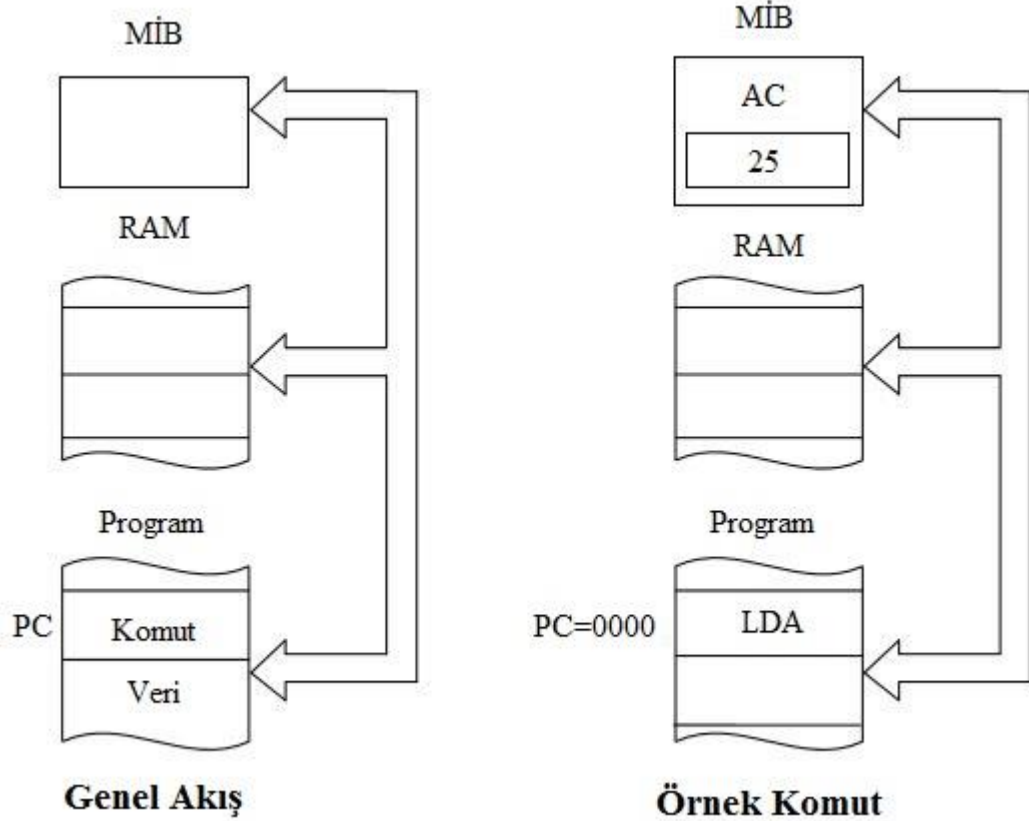 MİB
RAM
Program
PC
Komut
Veri
Genel Akış
MİB
AC
25
RAM
Program
PC=0000
LDA
Örnek Komut